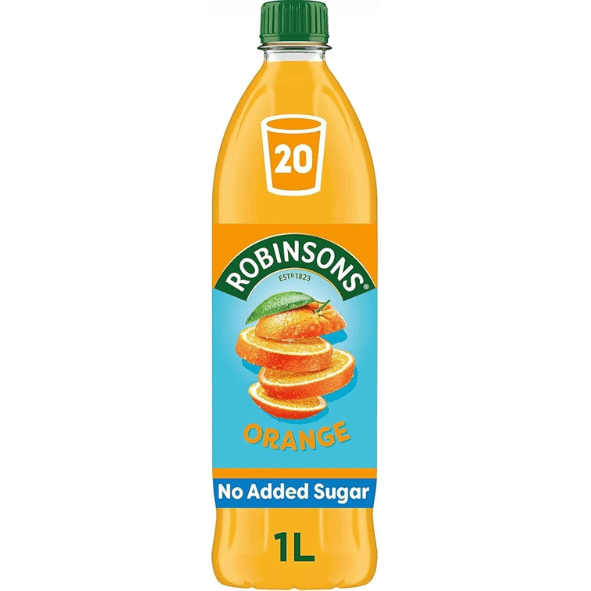 20
ROBINSONS®
ESTD 1823
ORANGE
No Added Sugar
1L